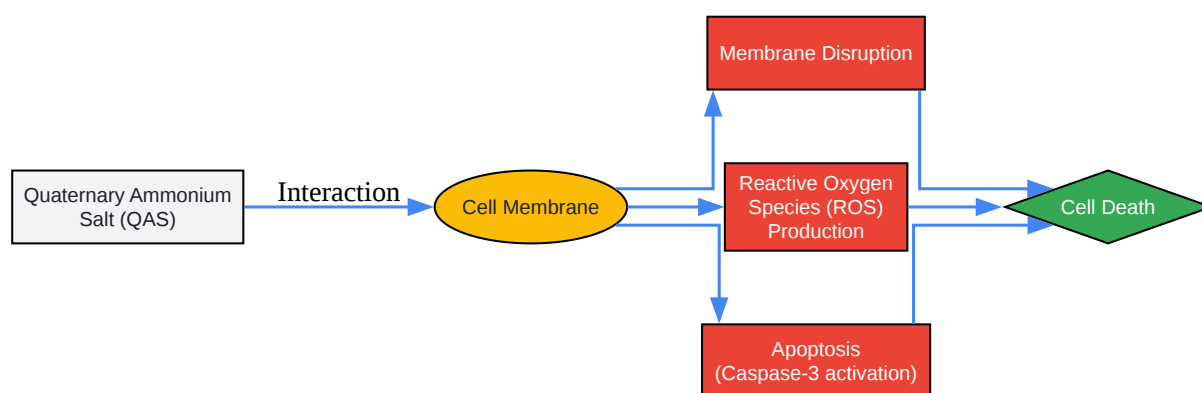 Membrane Disruption
Quaternary Ammonium
Salt (QAS)
Interaction
Cell Membrane
Reactive Oxygen
Species (ROS)
Production
Cell Death
Apoptosis
(Caspase-3 activation)